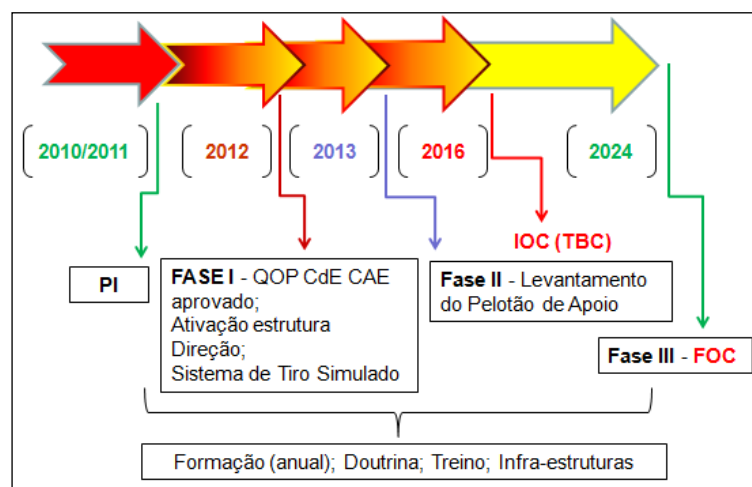 2010/2011
2012
2013
2016
2024
IOC (TBC)
PI
FASE I - QOP CdE CAE
aprovado;
Ativação estrutura
Direção;
Sistema de Tiro Simulado
Fase II - Levantamento
do Pelotão de Apoio
Fase III - FOC
Formação (anual); Doutrina; Treino; Infra-estruturas